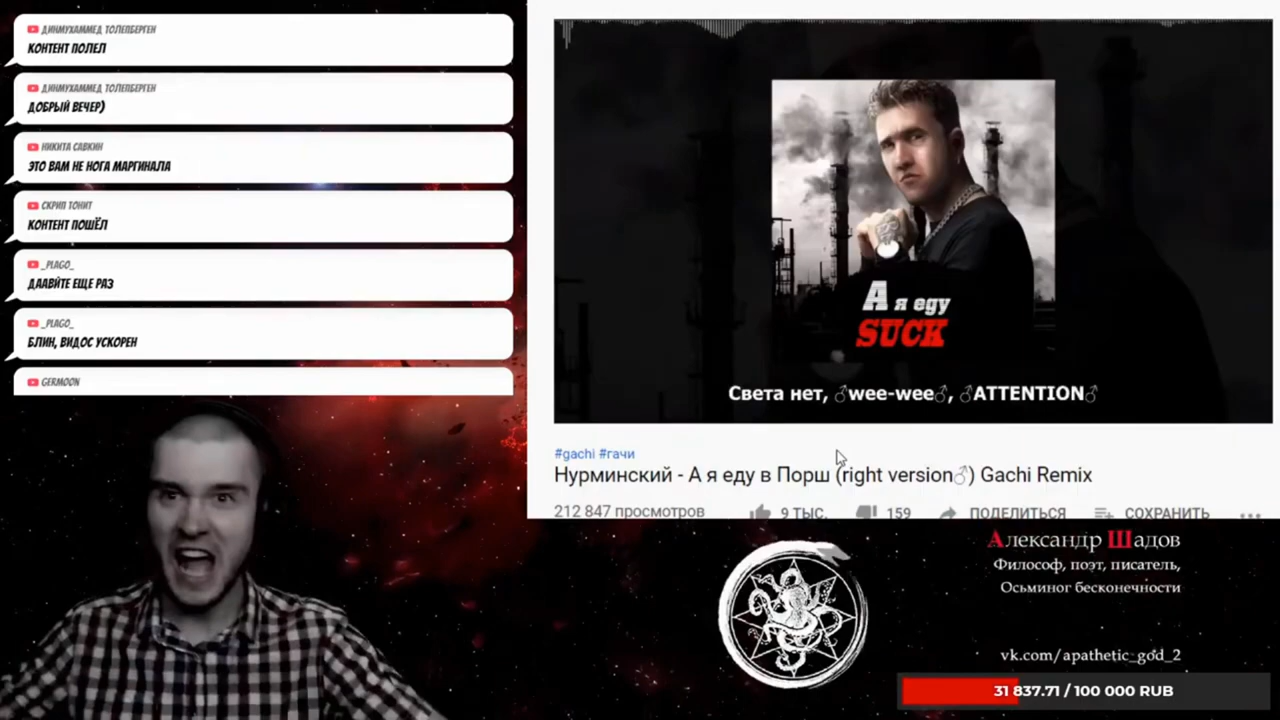 ДИНМУХАММЕД ТОЛЕПБЕРГЕН
КОНТЕНТ ПОЛЕЛ
ДИНМУХАММЕД ТОЛЕПБЕРГЕН
ДОБРЫЙ ВЕЧЕР)
НИКИТА САВКИН
ЭТО ВАМ НЕ НОГА МАРГИНАЛА
СКРИП ТОНИТ
КОНТЕНТ ПОШЁЛ
_PLAGO_
ДААВЙТЕ ЕЩЕ РАЗ
_PLAGO_
БЛИН, ВИДОС УСКОРЕН
GERMOON
А я еду
SUCK
Света нет, ♂wee-wee♂, ♂ATTENTION♂
#gachi #гачи
Нурминский - А я еду в Порш (right version♂) Gachi Remix
212 847 просмотров
9 ТЫС.
159
ПОДЕЛИТЬСЯ
СОХРАНИТЬ
Александр Шадов
Философ, поэт, писатель,
Осьминог бесконечности
vk.com/apathetic_god_2
31 837.71 / 100 000 RUB